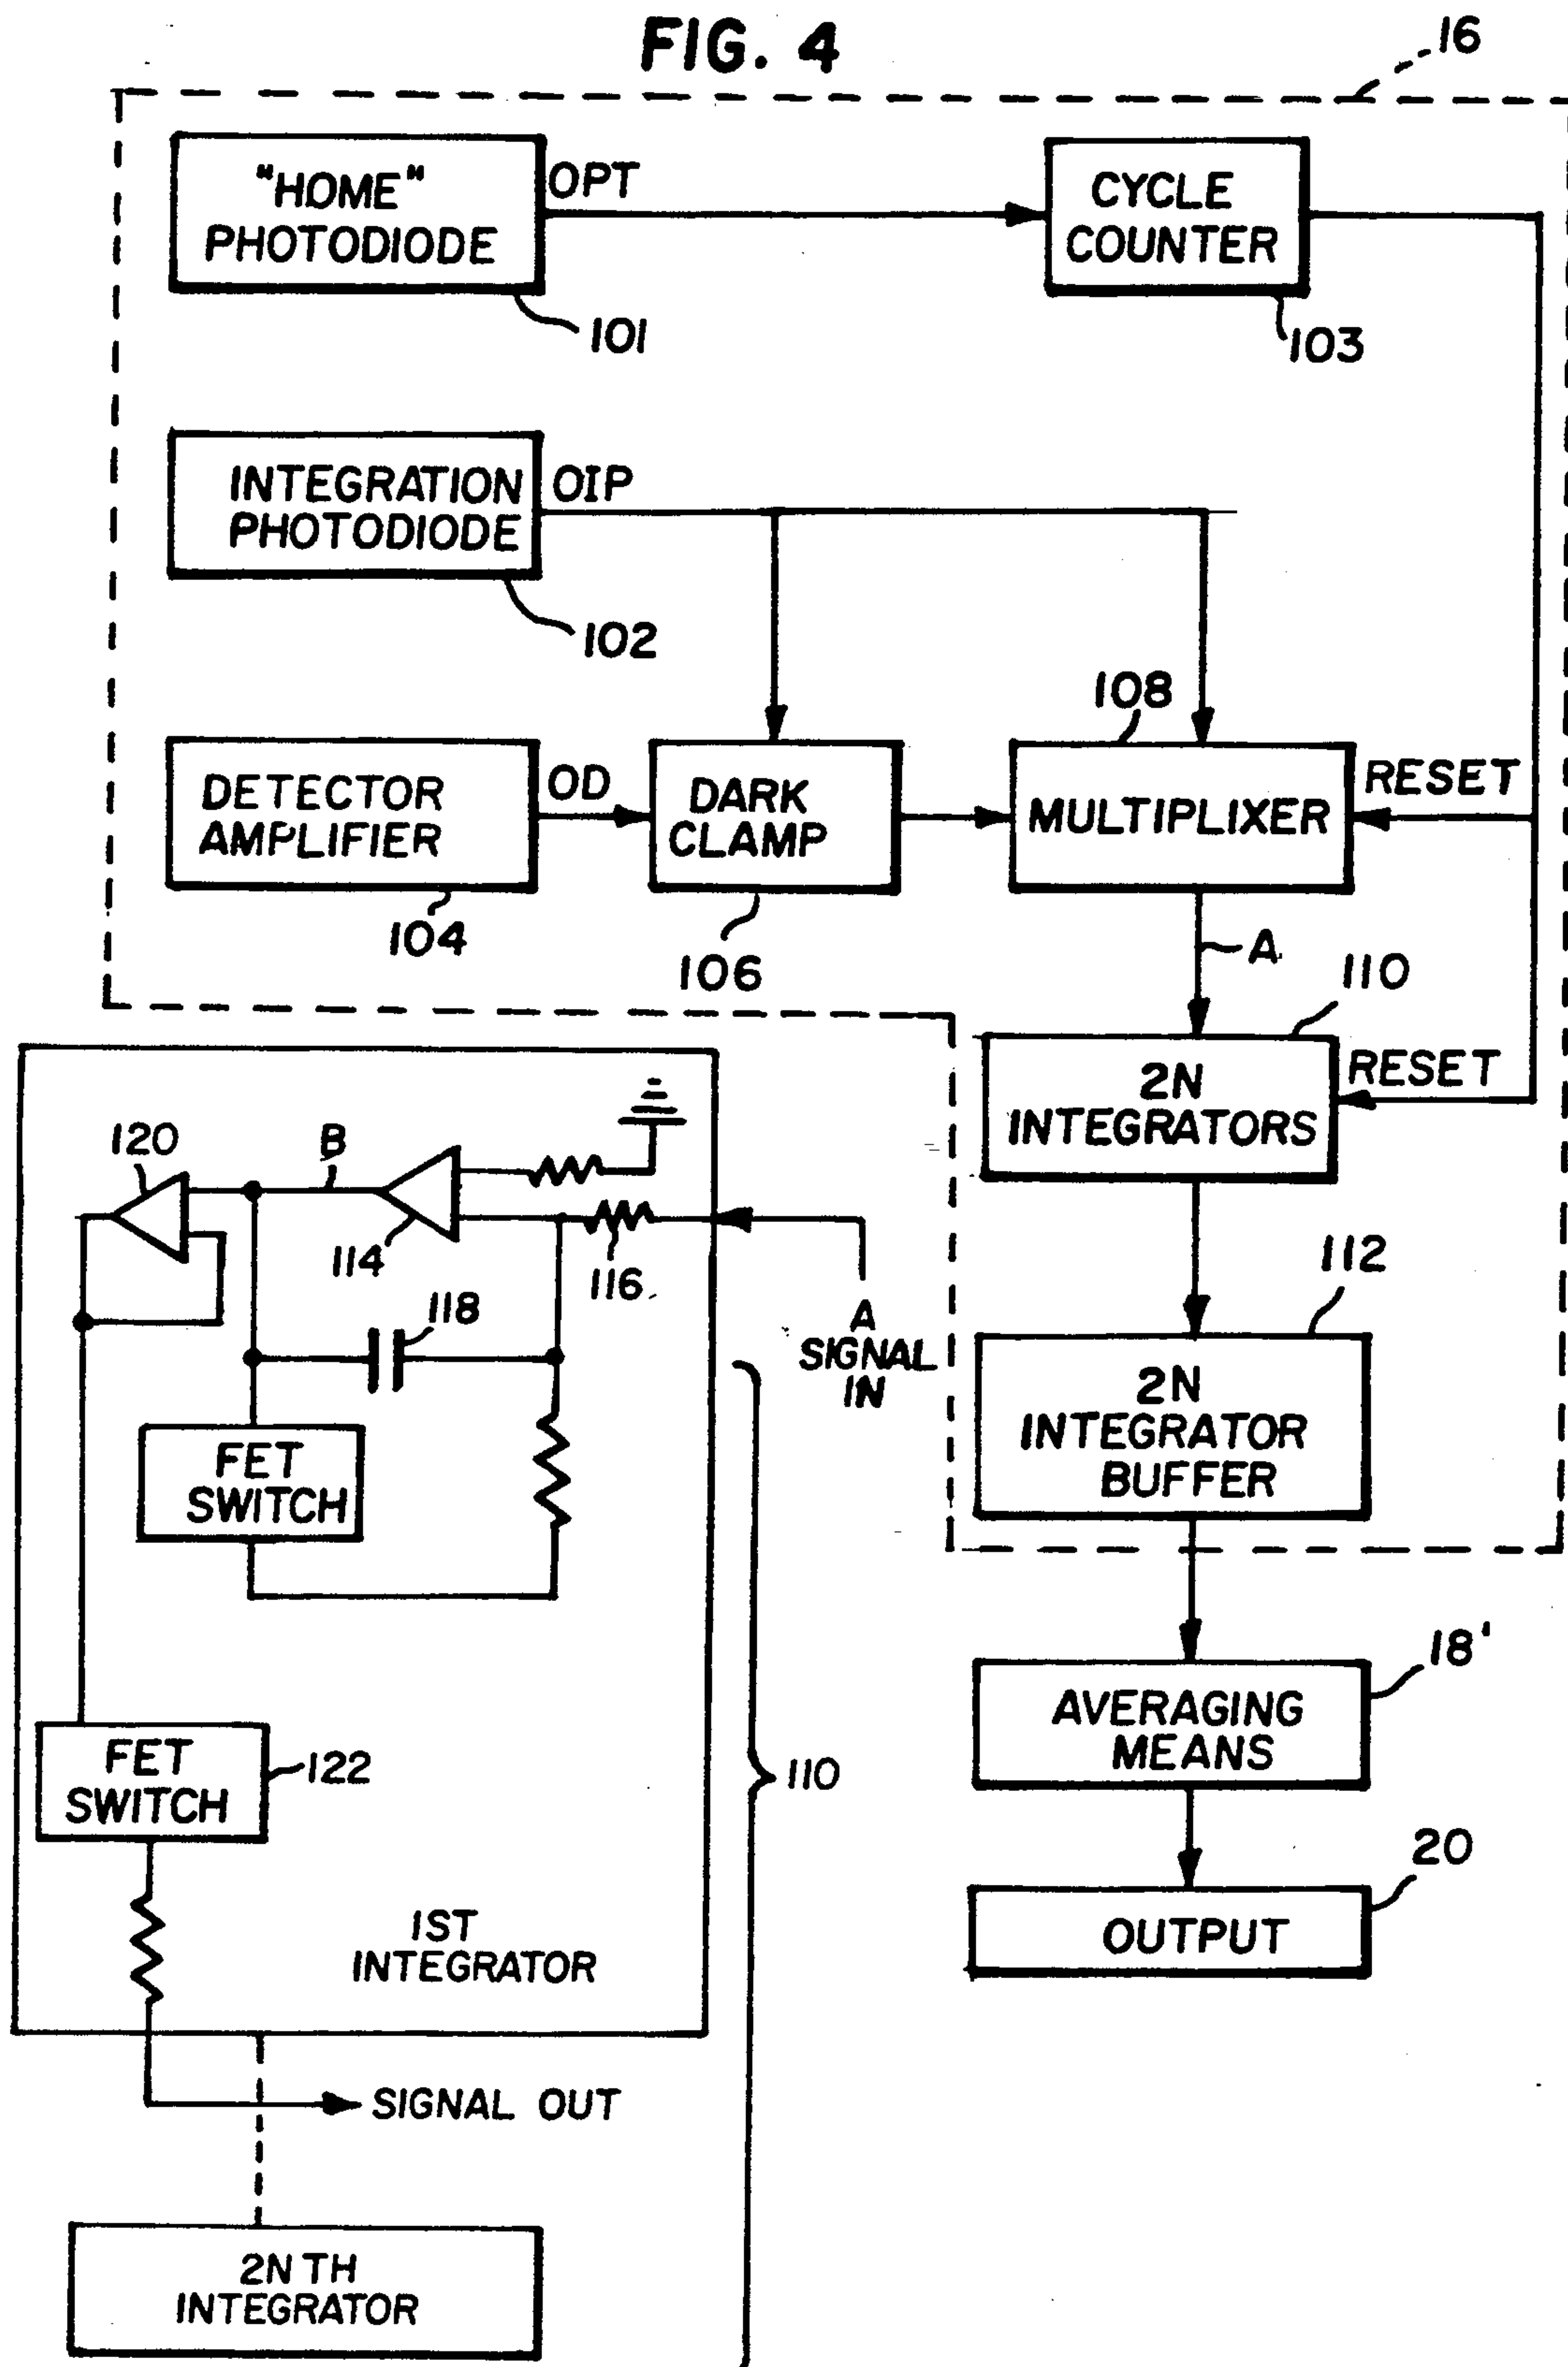 FIG. 4
16
"HOME"
PHOTODIODE
OPT
101
CYCLE
COUNTER
103
INTEGRATION
PHOTODIODE
OIP
102
DETECTOR
AMPLIFIER
OD
104
DARK
CLAMP
106
108
MULTIPLIXER
RESET
A
110
2N
INTEGRATORS
RESET
112
2N
INTEGRATOR
BUFFER
18'
AVERAGING
MEANS
20
OUTPUT
120
B
114
116
118
A
SIGNAL
IN
FET
SWITCH
FET
SWITCH
122
110
1ST
INTEGRATOR
SIGNAL OUT
2N TH
INTEGRATOR